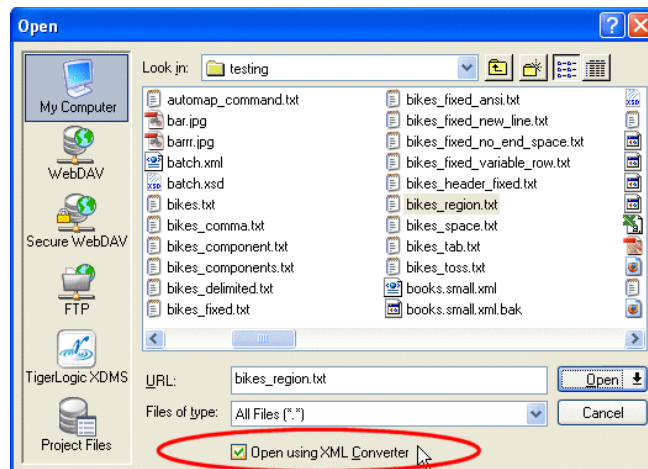 Open
Look in: testing
My Computer
WebDAV
Secure WebDAV
FTP
TigerLogic XDMS
Project Files
automap_command.txt
bar.jpg
barrr.jpg
batch.xml
batch.xsd
bikes.txt
bikes_comma.txt
bikes_component.txt
bikes_components.txt
bikes_delimited.txt
bikes_fixed.txt
bikes_fixed_ansi.txt
bikes_fixed_new_line.txt
bikes_fixed_no_end_space.txt
bikes_fixed_variable_row.txt
bikes_header_fixed.txt
bikes_region.txt
bikes_space.txt
bikes_tab.txt
bikes_toss.txt
books.small.xml
books.small.xml.bak
URL: bikes_region.txt Open
Files of type: All Files (*.*) Cancel
Open using XML Converter